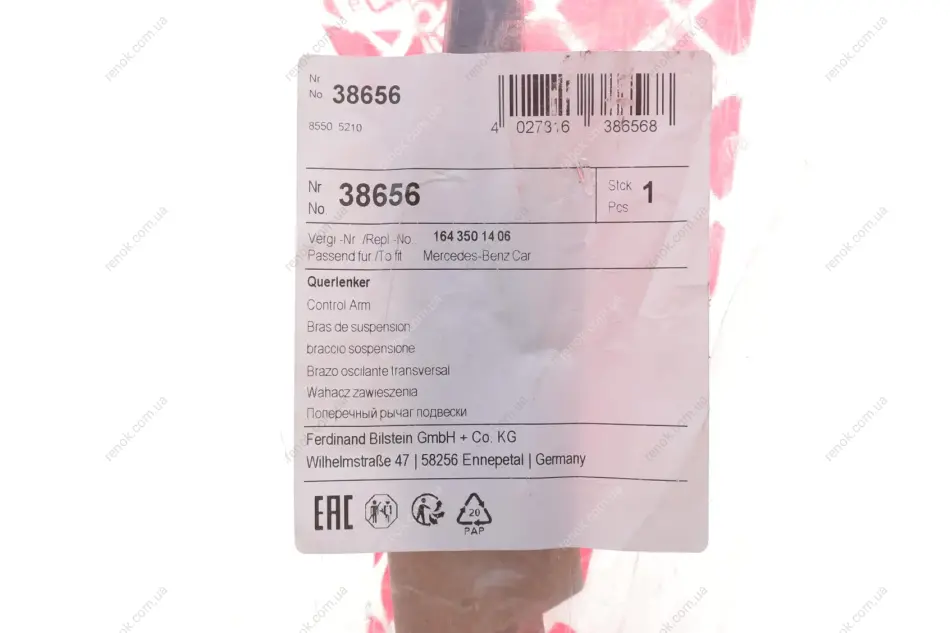 Nr
No 38656
8550 5210
4 027316 386568
Nr
No 38656
Stck
Pcs 1
Vergl.-Nr./Repl.-No. 164 350 14 06
Passend für/To fit Mercedes-Benz Car
Querlenker
Control Arm
Bras de suspension
braccio sospensione
Brazo oscilante transversal
Wahacz zawieszenia
Поперечный рычаг подвески
Ferdinand Bilstein GmbH + Co. KG
Wilhelmstraße 47 | 58256 Ennepetal | Germany
EAC
20
PAP
renok.com.ua